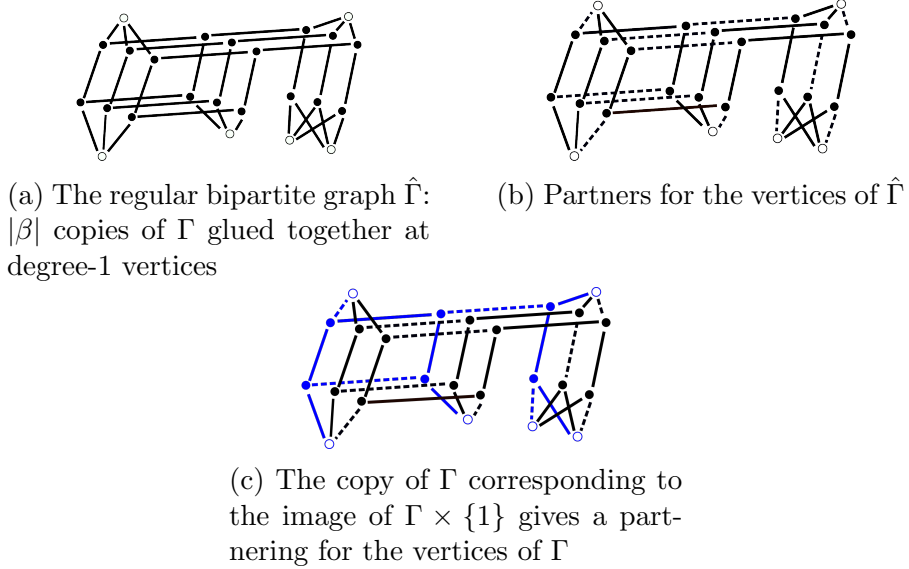 (a) The regular bipartite graph Γ̂:
|β| copies of Γ glued together at
degree-1 vertices
(b) Partners for the vertices of Γ̂
(c) The copy of Γ corresponding to
the image of Γ × {1} gives a part-
nering for the vertices of Γ